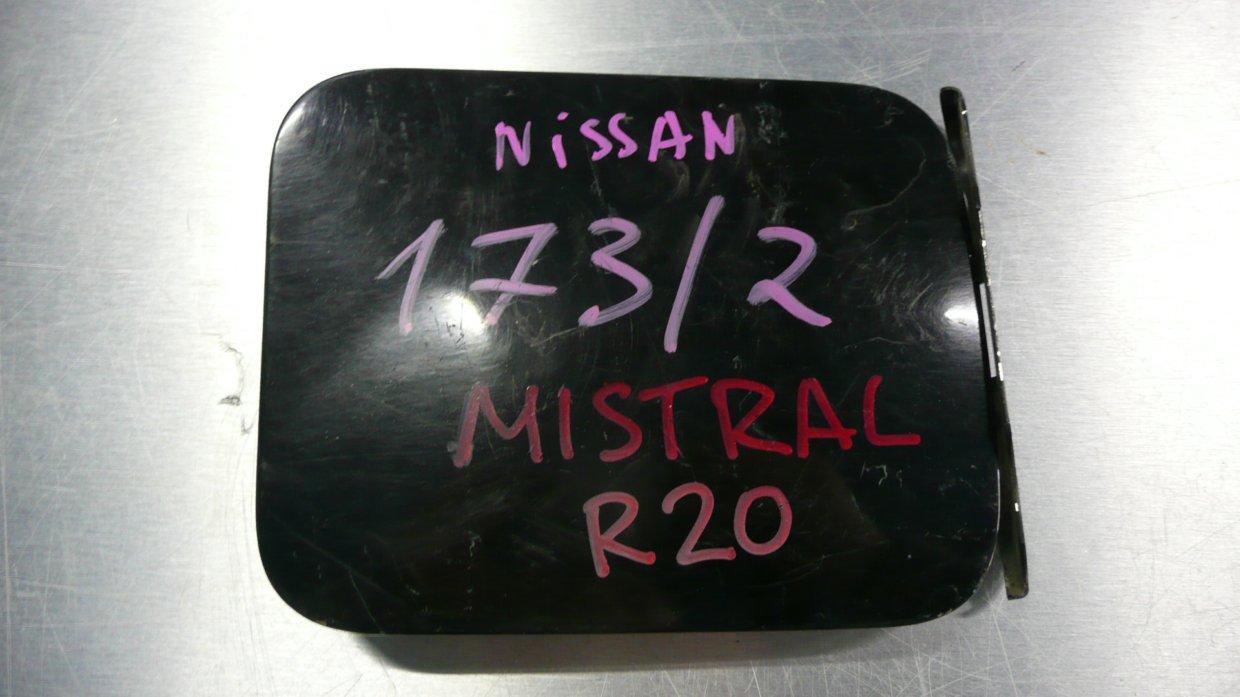 NiSSAN
173/2
MISTRAL
R20